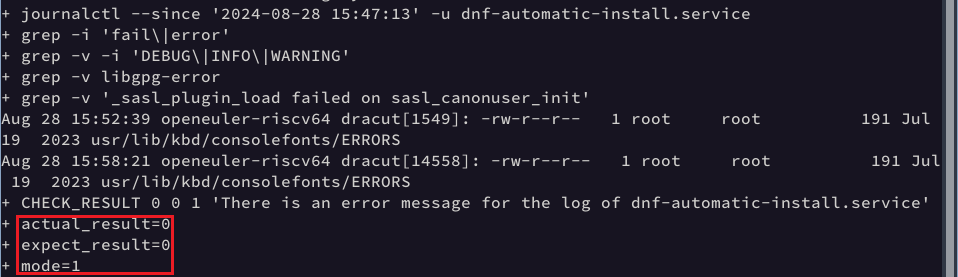 + journalctl --since '2024-08-28 15:47:13' -u dnf-automatic-install.service
+ grep -i 'fail\|error'
+ grep -v -i 'DEBUG\|INFO\|WARNING'
+ grep -v libgpg-error
+ grep -v '_sasl_plugin_load failed on sasl_canonuser_init'
Aug 28 15:52:39 openeuler-riscv64 dracut[1549]: -rw-r--r--   1 root     root          191 Jul
19  2023 usr/lib/kbd/consolefonts/ERRORS
Aug 28 15:58:21 openeuler-riscv64 dracut[14558]: -rw-r--r--   1 root     root          191 Jul
 19  2023 usr/lib/kbd/consolefonts/ERRORS
+ CHECK_RESULT 0 0 1 'There is an error message for the log of dnf-automatic-install.service'
+ actual_result=0
+ expect_result=0
+ mode=1